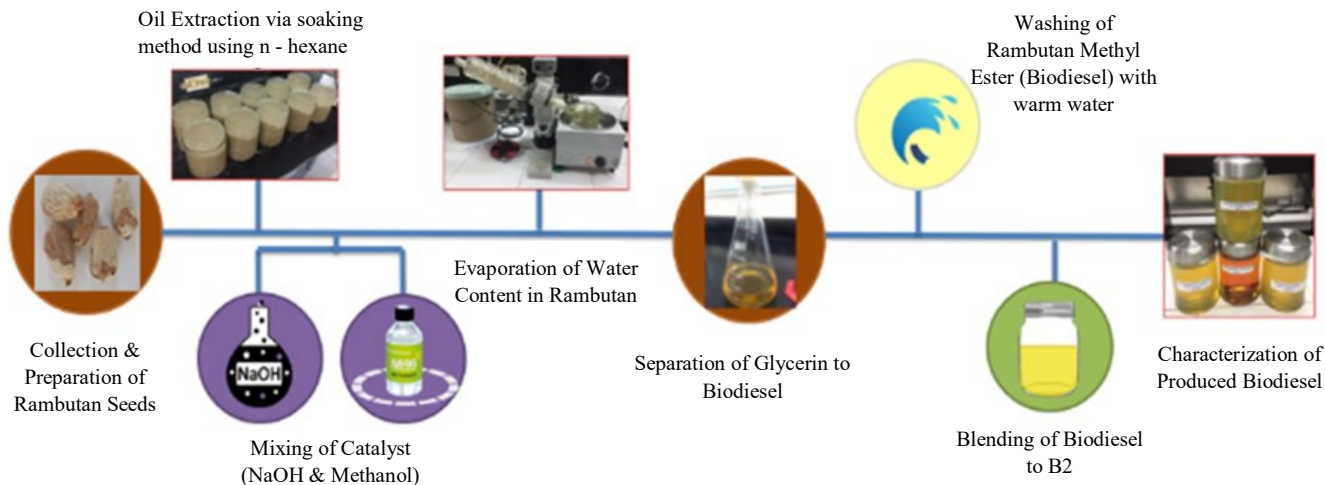 Oil Extraction via soaking
method using n - hexane
Washing of
Rambutan Methyl
Ester (Biodiesel) with
warm water
Evaporation of Water
Content in Rambutan
NaOH
Collection &
Preparation of
Rambutan Seeds
Separation of Glycerin to
Biodiesel
Characterization of
Produced Biodiesel
Mixing of Catalyst
(NaOH & Methanol)
Blending of Biodiesel
to B2